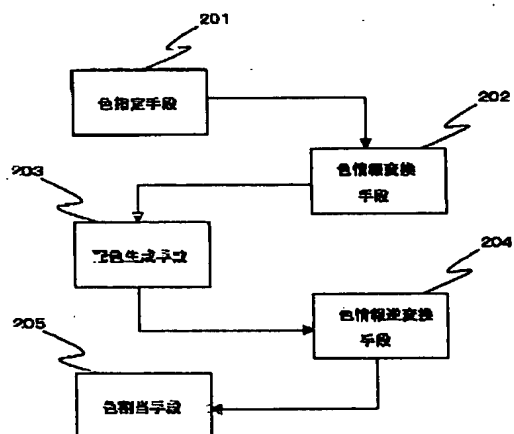 201
色指定手段
202
色情報変換
手段
203
配色生成手段
204
色情報逆変換
手段
205
色割当手段